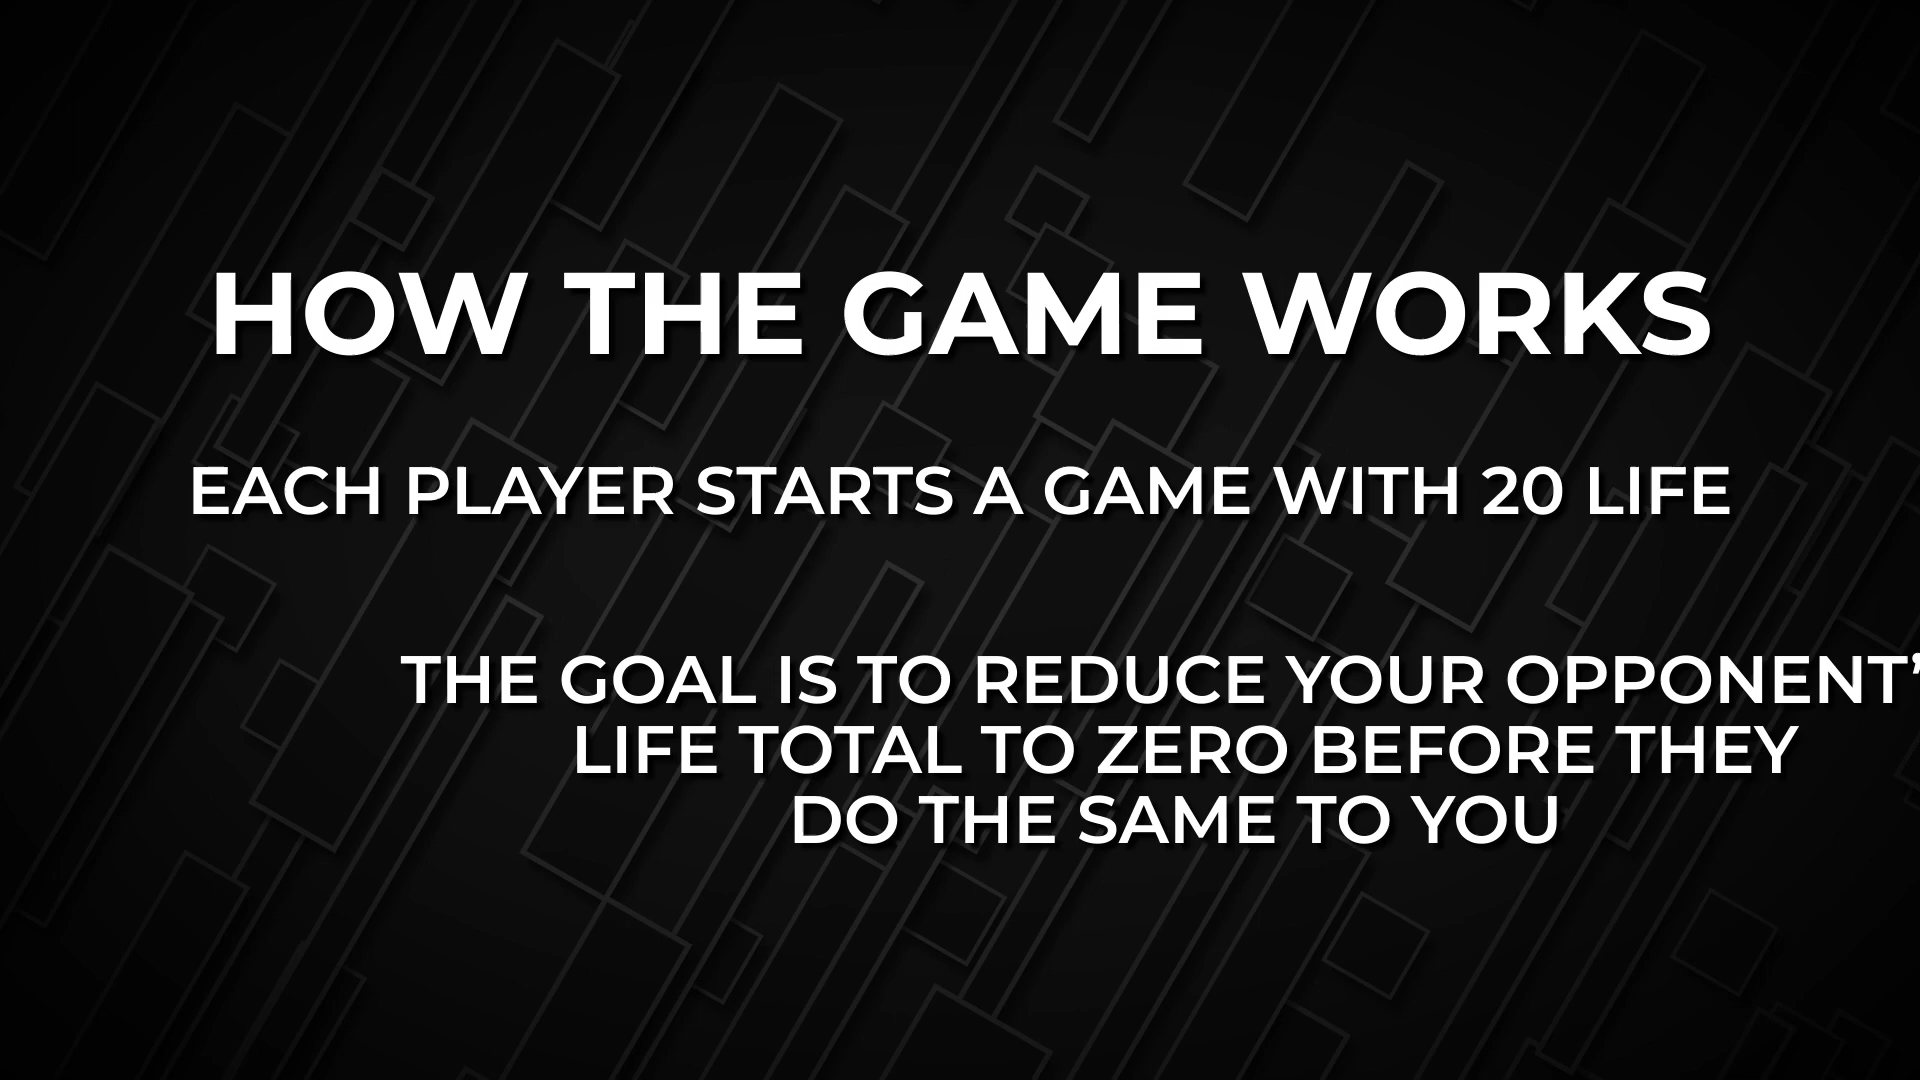 HOW THE GAME WORKS
EACH PLAYER STARTS A GAME WITH 20 LIFE
THE GOAL IS TO REDUCE YOUR OPPONENT'
LIFE TOTAL TO ZERO BEFORE THEY
DO THE SAME TO YOU